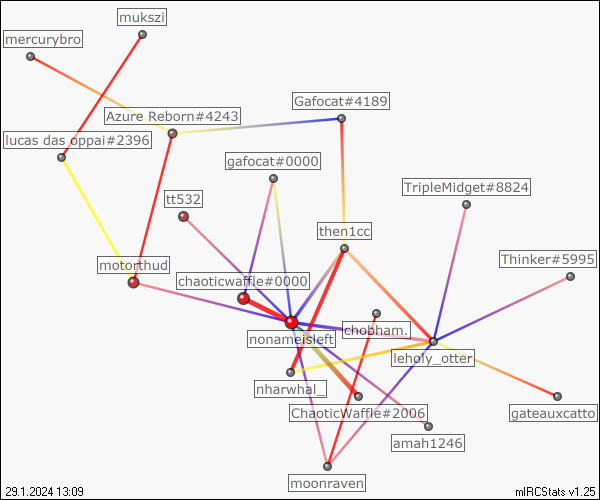 mukszi
mercurybro
Gafocat#4189
Azure Reborn#4243
lucas das oppai#2396
gafocat#0000
TripleMidget#8824
tt532
then1cc
Thinker#5995
motorthud
chaoticwaffle#0000
chobham.
nonameisleft
leholy_otter
nharwhal_
ChaoticWaffle#2006
gateauxcatto
amah1246
moonraven
29.1.2024 13:09
mIRCStats v1.25